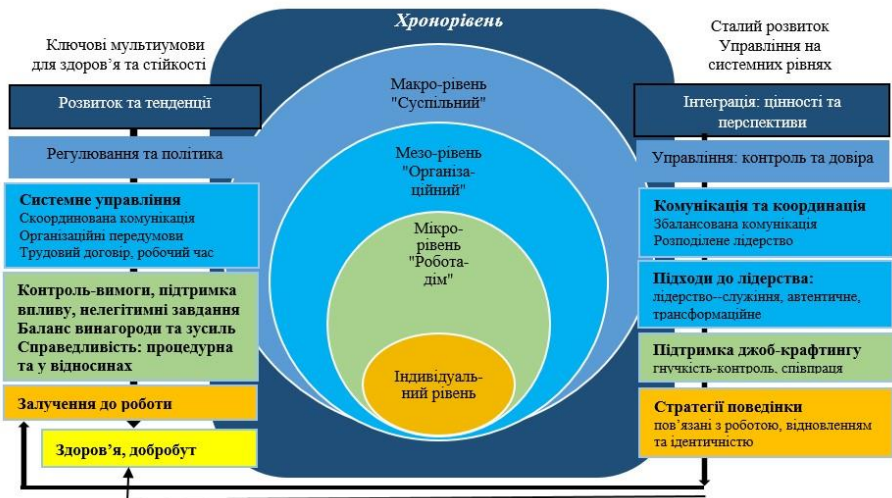 Ключові мультиумови
для здоров'я та стійкості
Розвиток та тенденції
Регулювання та політика
Системне управління
Скоординована комунікація
Організаційні передумови
Трудовий договір, робочий час
Контроль-вимоги, підтримка
впливу, нелегітимні завдання
Баланс винагороди та зусиль
Справедливість: процедурна
та у відносинах
Залучення до роботи
Здоров'я, добробут
Хронорівень
Макро-рівень
"Суспільний"
Мезо-рівень
"Організа-
ційний"
Мікро-
рівень
"Робота-
дім"
Індивідуаль-
ний рівень
Сталий розвиток
Управління на
системних рівнях
Інтеграція: цінності та
перспективи
Управління: контроль та довіра
Комунікація та координація
Збалансована комунікація
Розподілене лідерство
Підходи до лідерства:
лідерство--служіння, автентичне,
трансформаційне
Підтримка джоб-крафтингу
гнучкість-контроль, співпраця
Стратегії поведінки
пов'язані з роботою, відновленням
та ідентичністю